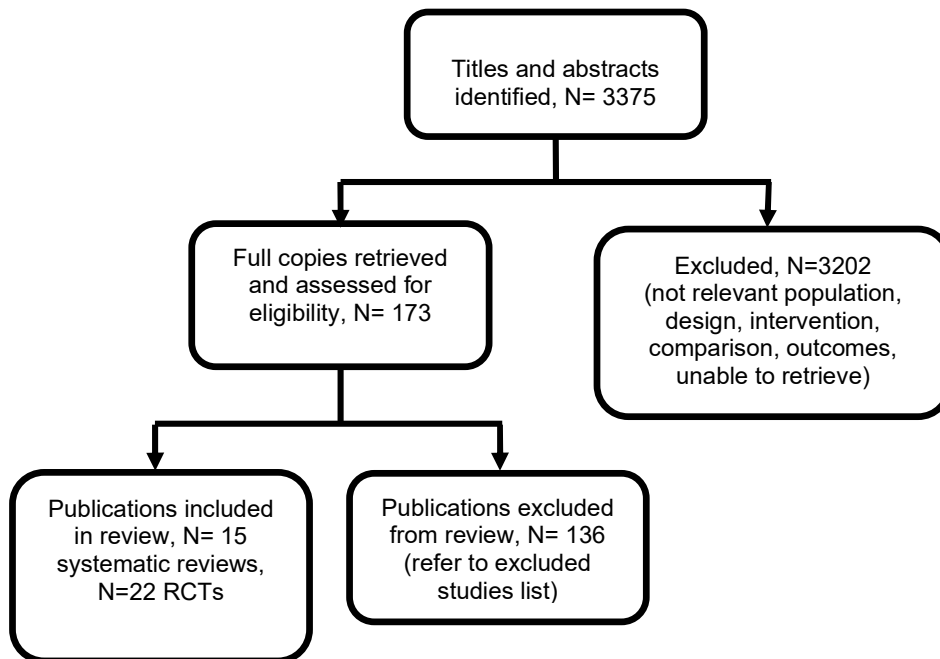 Titles and abstracts
identified, N= 3375
Full copies retrieved
and assessed for
eligibility, N= 173
Excluded, N=3202
(not relevant population,
design, intervention,
comparison, outcomes,
unable to retrieve)
Publications included
in review, N= 15
systematic reviews,
N=22 RCTs
Publications excluded
from review, N= 136
(refer to excluded
studies list)